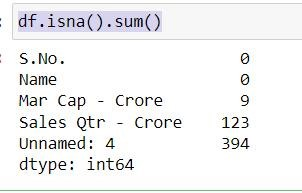 df.isna().sum()
S.No. 0
Name 0
Mar Cap - Crore 9
Sales Qtr - Crore 123
Unnamed: 4 394
dtype: int64